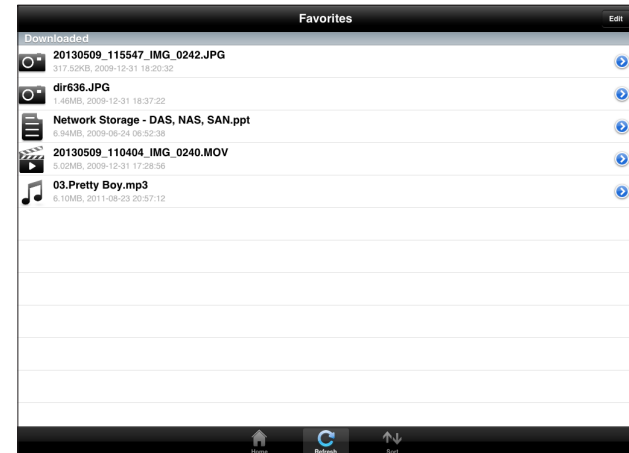 Favorites
Edit
Downloaded
20130509_115547_IMG_0242.JPG
317.52KB, 2009-12-31 18:20:32
dir636.JPG
1.46MB, 2009-12-31 18:37:22
Network Storage - DAS, NAS, SAN.ppt
6.94MB, 2009-06-24 06:52:38
20130509_110404_IMG_0240.MOV
5.02MB, 2009-12-31 17:28:56
03.Pretty Boy.mp3
6.10MB, 2011-08-23 20:57:12
Home
Refresh
Sort